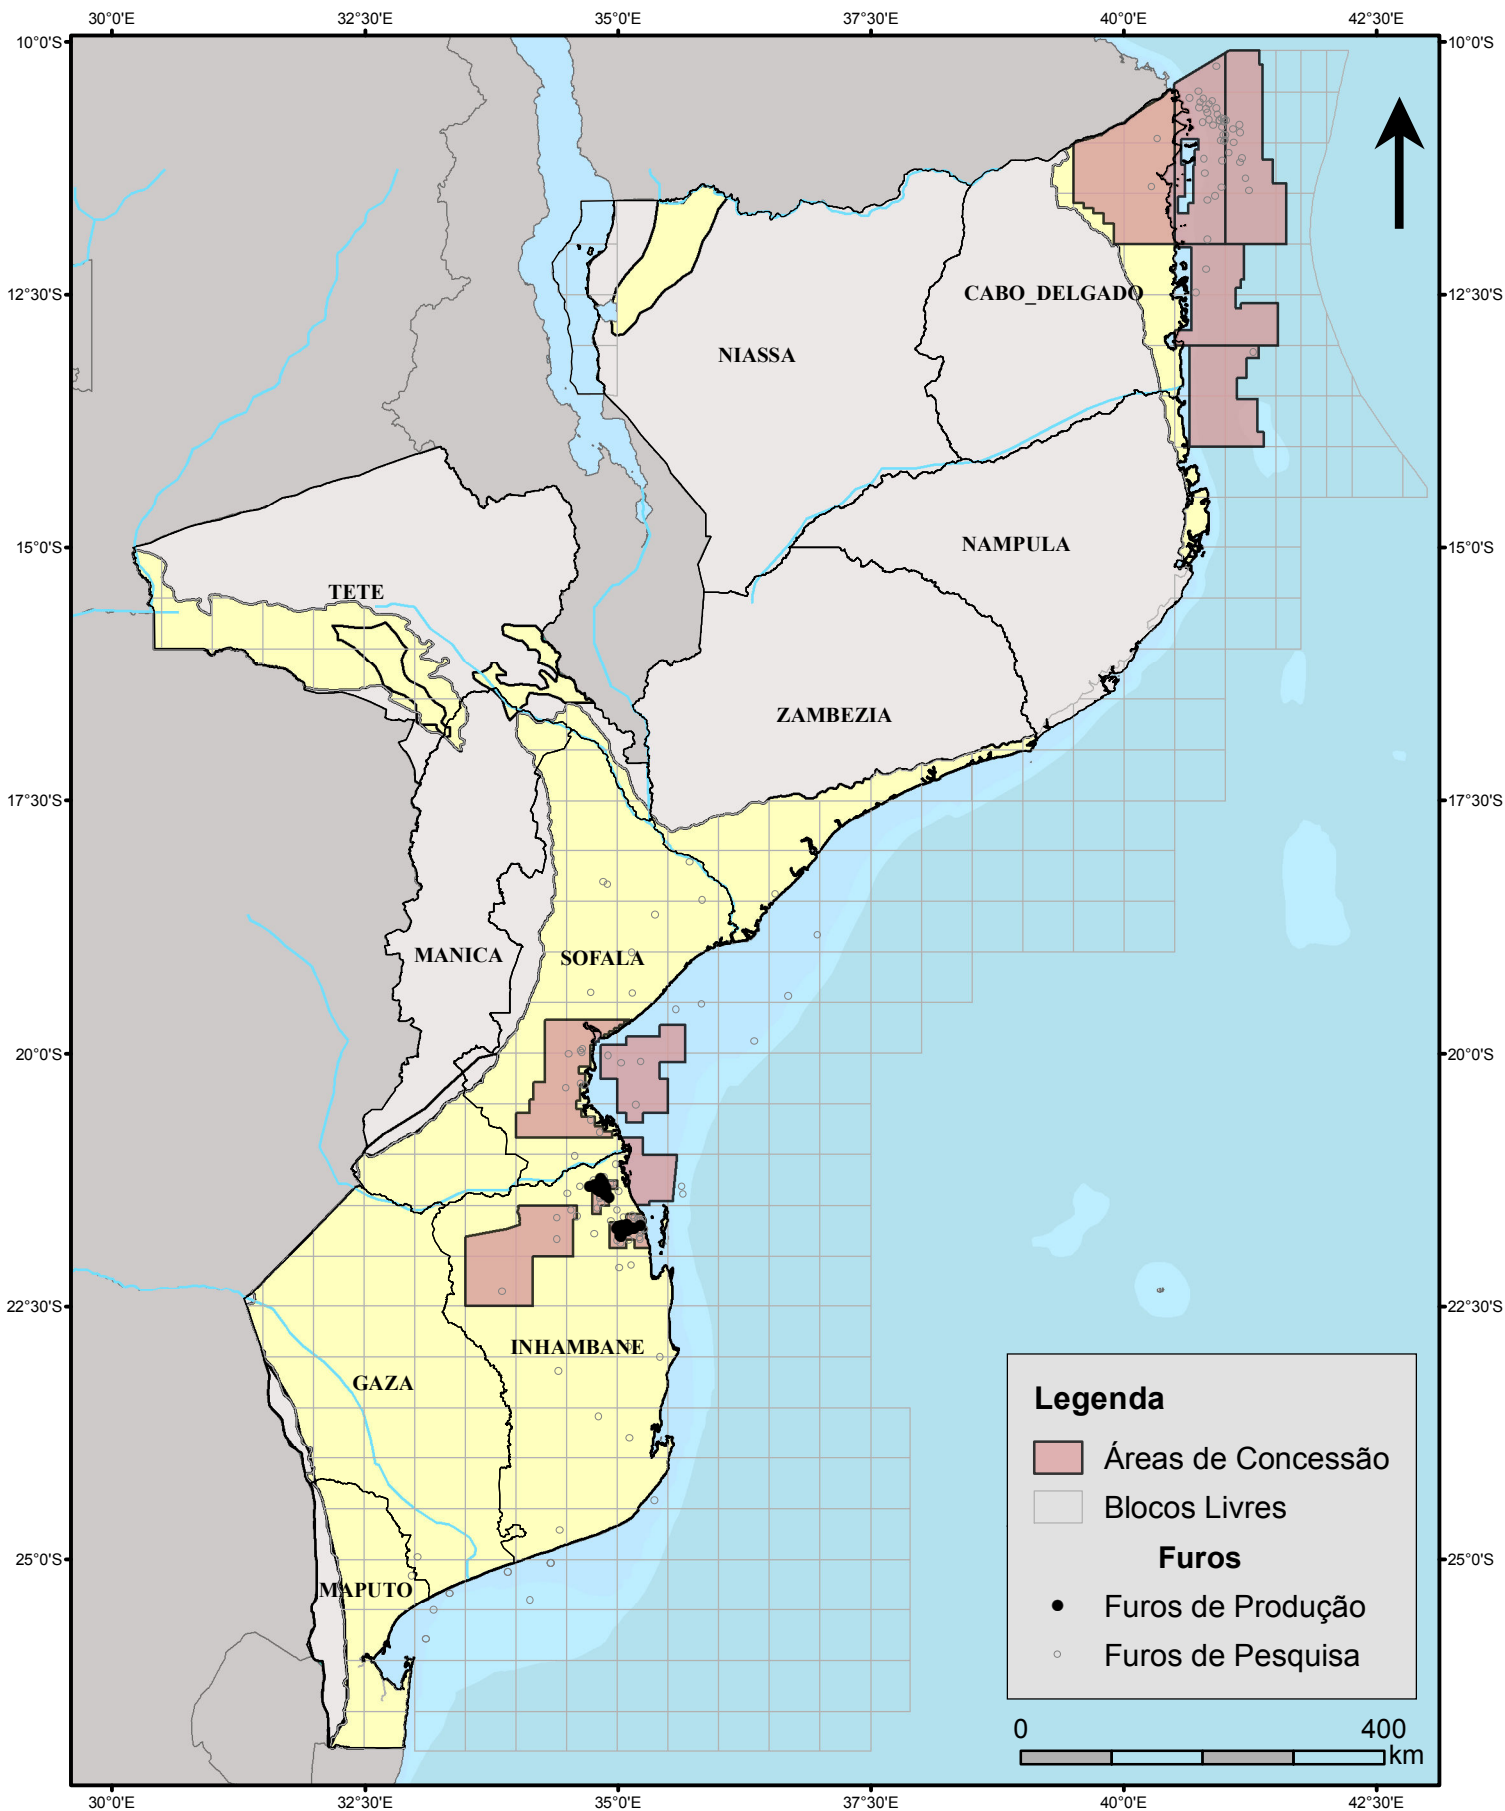 30°0'E
32°30'E
35°0'E
37°30'E
40°0'E
42°30'E
10°0'S
10°0'S
12°30'S
12°30'S
CABO_DELGADO
NIASSA
15°0'S
15°0'S
NAMPULA
TETE
ZAMBEZIA
17°30'S
17°30'S
MANICA
SOFALA
20°0'S
20°0'S
22°30'S
22°30'S
INHAMBANE
GAZA
25°0'S
25°0'S
MAPUTO
Legenda
Áreas de Concessão
Blocos Livres
Furos
Furos de Produção
Furos de Pesquisa
0
400
km
30°0'E
32°30'E
35°0'E
37°30'E
40°0'E
42°30'E